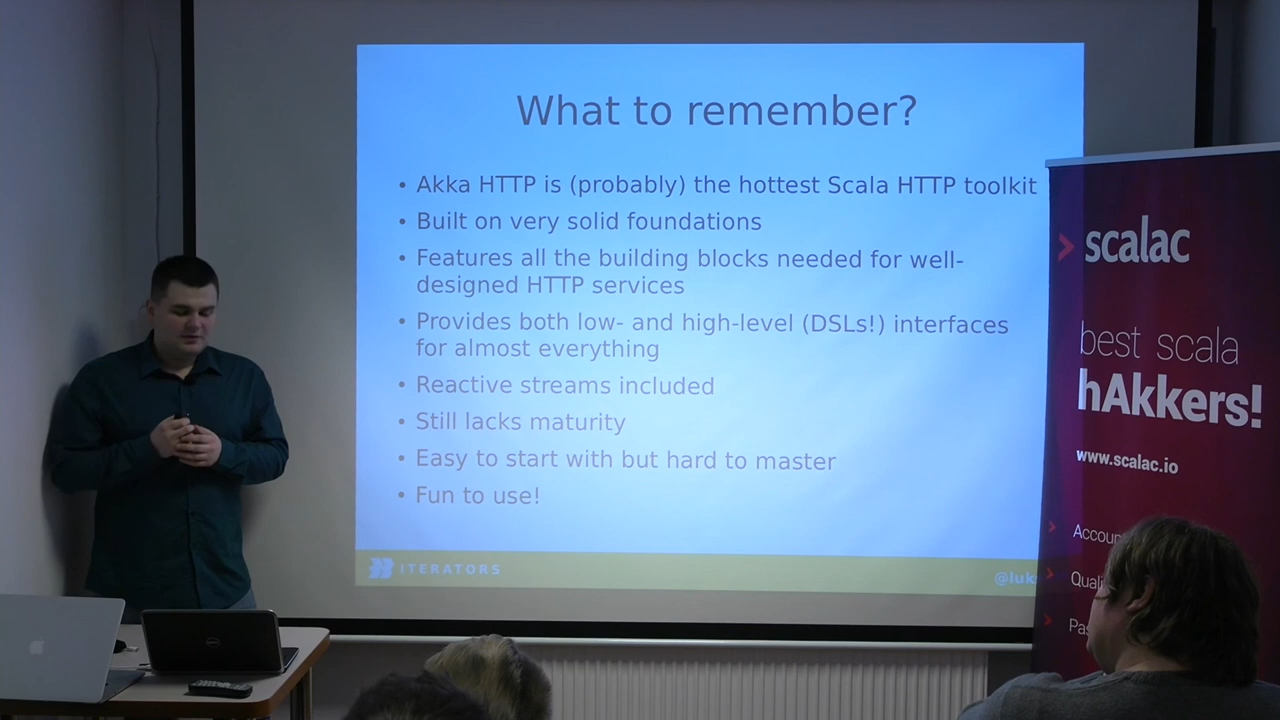 What to remember?
• Akka HTTP is (probably) the hottest Scala HTTP toolkit
• Built on very solid foundations
• Features all the building blocks needed for well-
designed HTTP services
• Provides both low- and high-level (DSLs!) interfaces
for almost everything
• Reactive streams included
• Still lacks maturity
• Easy to start with but hard to master
• Fun to use!
ITERATORS
scalac
best scala
hAkkers!
www.scalac.io